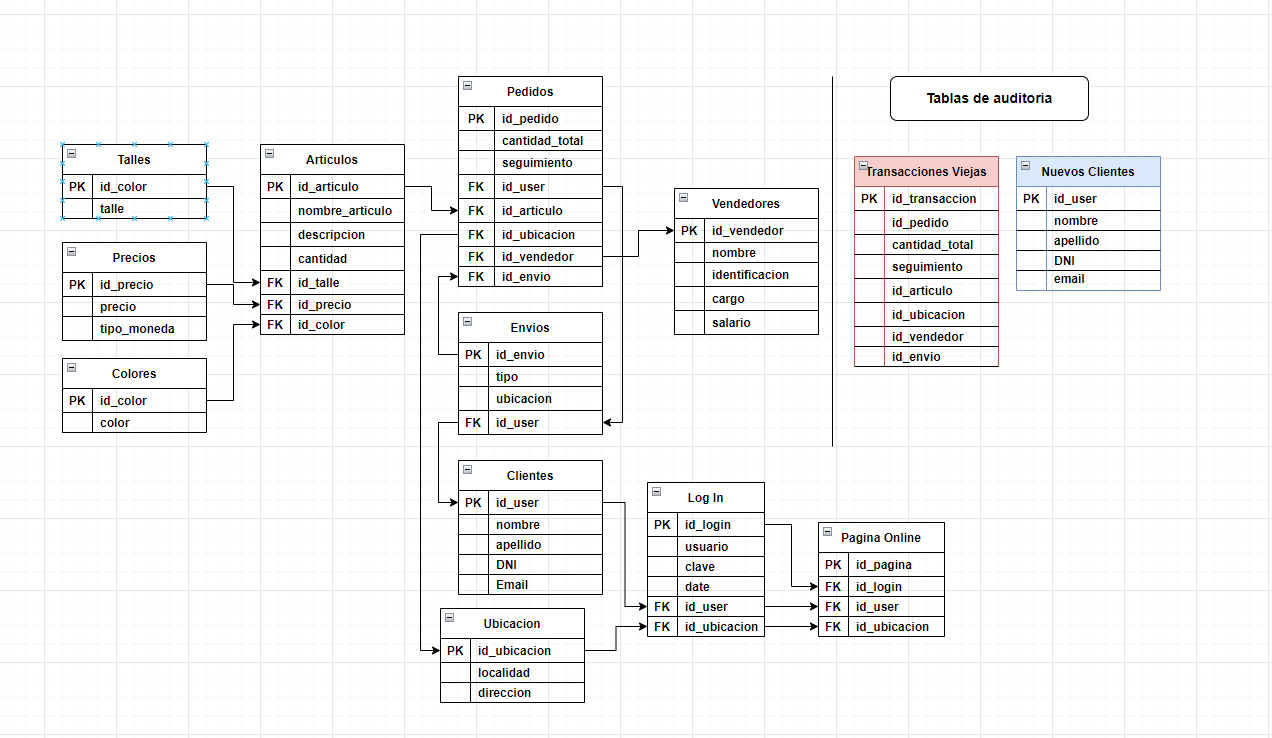 Talles
PK id_color
talle
Precios
PK id_precio
precio
tipo_moneda
Colores
PK id_color
color
Articulos
PK id_articulo
nombre_articulo
descripcion
cantidad
FK id_talle
FK id_precio
FK id_color
Pedidos
PK id_pedido
cantidad_total
seguimiento
FK id_user
FK id_articulo
FK id_ubicacion
FK id_vendedor
FK id_envio
Envios
PK id_envio
tipo
ubicacion
FK id_user
Clientes
PK id_user
nombre
apellido
DNI
Email
Ubicacion
PK id_ubicacion
localidad
direccion
Vendedores
PK id_vendedor
nombre
identificacion
cargo
salario
Log In
PK id_login
usuario
clave
date
FK id_user
FK id_ubicacion
Pagina Online
PK id_pagina
FK id_login
FK id_user
FK id_ubicacion
Tablas de auditoria
Transacciones Viejas
PK id_transaccion
id_pedido
cantidad_total
seguimiento
id_articulo
id_ubicacion
id_vendedor
id_envio
Nuevos Clientes
PK id_user
nombre
apellido
DNI
email